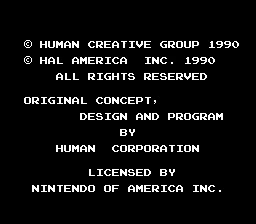 © HUMAN CREATIVE GROUP 1990
© HAL AMERICA INC. 1990
ALL RIGHTS RESERVED
ORIGINAL CONCEPT,
DESIGN AND PROGRAM
BY
HUMAN CORPORATION
LICENSED BY
NINTENDO OF AMERICA INC.